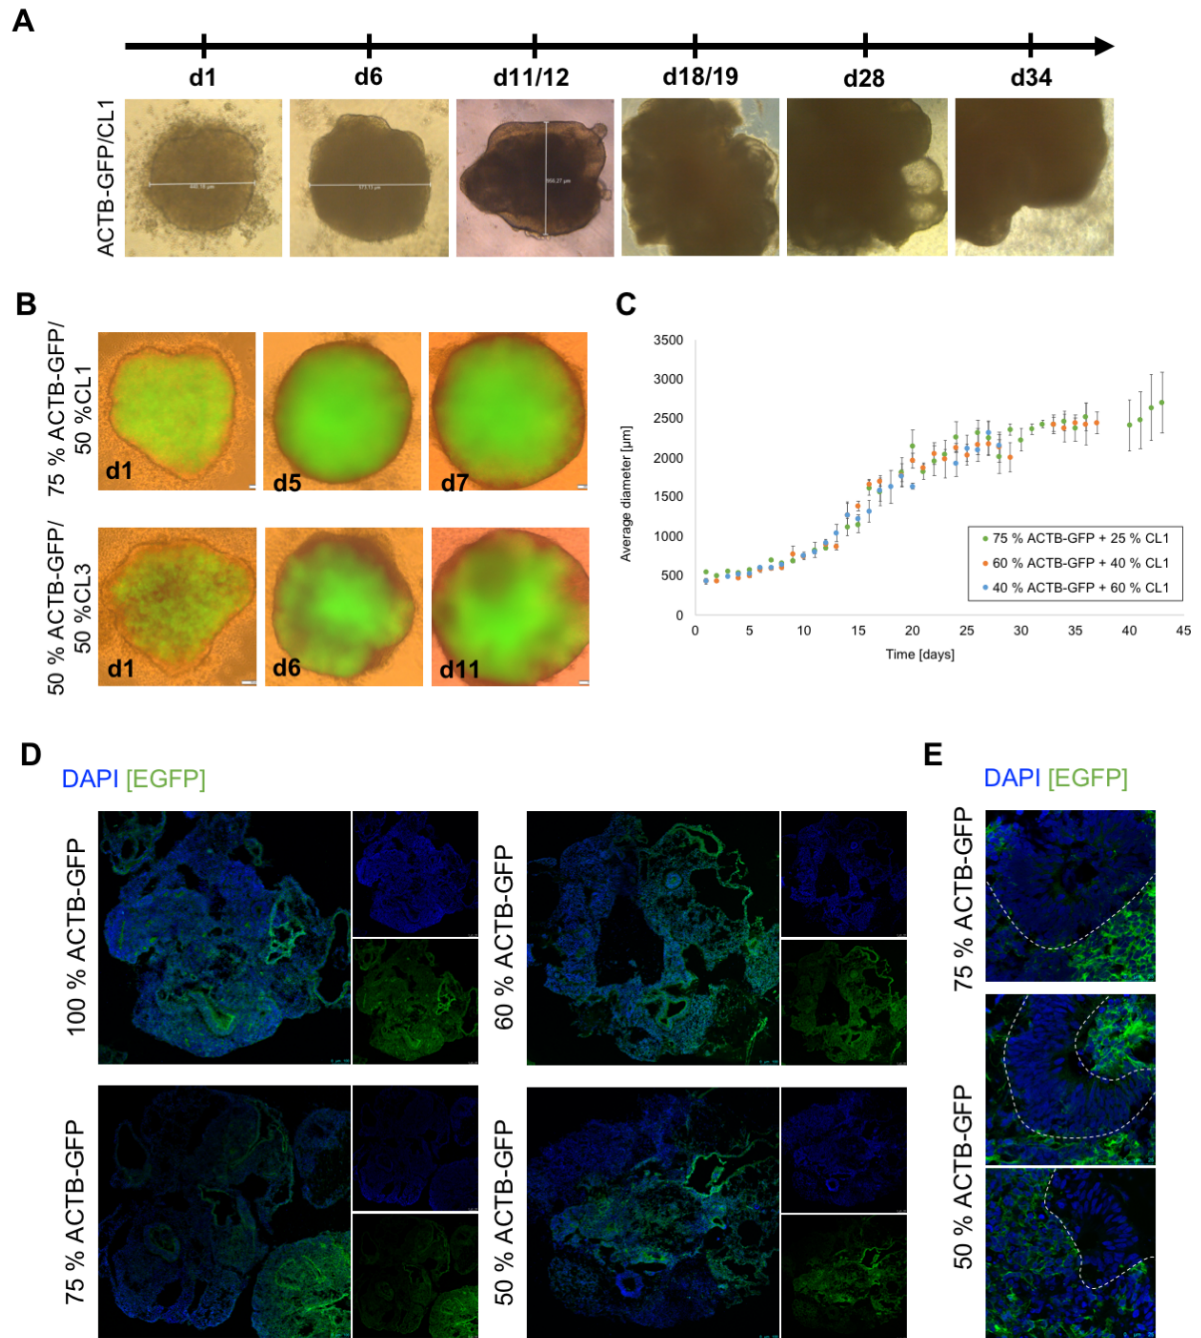 A
d1 d6 d11/12 d18/19 d28 d34
ACTB-GFP/CL1
B
75 % ACTB-GFP/
50 %CL1
d1 d5 d7
50 % ACTB-GFP/
50 %CL3
d1 d6 d11
C
Average diameter [µm]
3500
3000
2500
2000
1500
1000
500
0
0 5 10 15 20 25 30 35 40 45
Time [days]
75 % ACTB-GFP + 25 % CL1
60 % ACTB-GFP + 40 % CL1
40 % ACTB-GFP + 60 % CL1
D
DAPI [EGFP]
100 % ACTB-GFP
60 % ACTB-GFP
75 % ACTB-GFP
50 % ACTB-GFP
E
DAPI [EGFP]
75 % ACTB-GFP
50 % ACTB-GFP